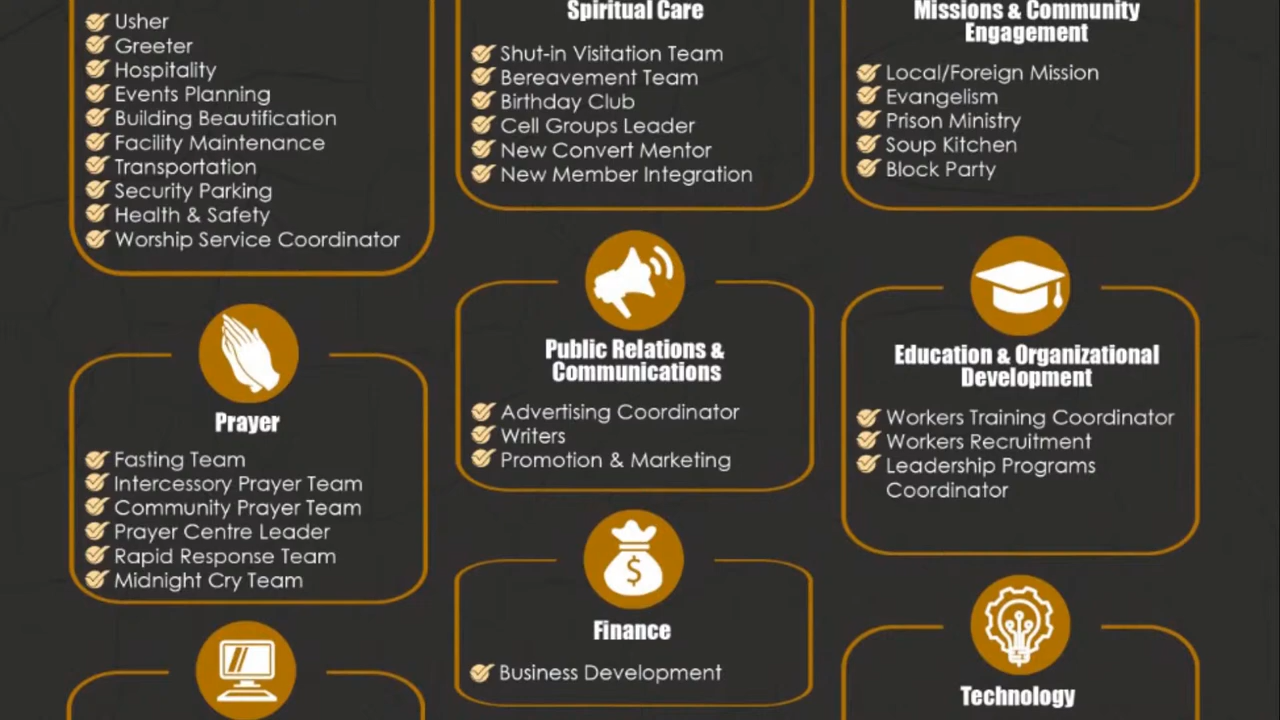 Usher
Greeter
Hospitality
Events Planning
Building Beautification
Facility Maintenance
Transportation
Security Parking
Health & Safety
Worship Service Coordinator
Prayer
Fasting Team
Intercessory Prayer Team
Community Prayer Team
Prayer Centre Leader
Rapid Response Team
Midnight Cry Team
Spiritual Care
Shut-in Visitation Team
Bereavement Team
Birthday Club
Cell Groups Leader
New Convert Mentor
New Member Integration
Public Relations &
Communications
Advertising Coordinator
Writers
Promotion & Marketing
$
Finance
Business Development
Missions & Community
Engagement
Local/Foreign Mission
Evangelism
Prison Ministry
Soup Kitchen
Block Party
Education & Organizational
Development
Workers Training Coordinator
Workers Recruitment
Leadership Programs
Coordinator
Technology